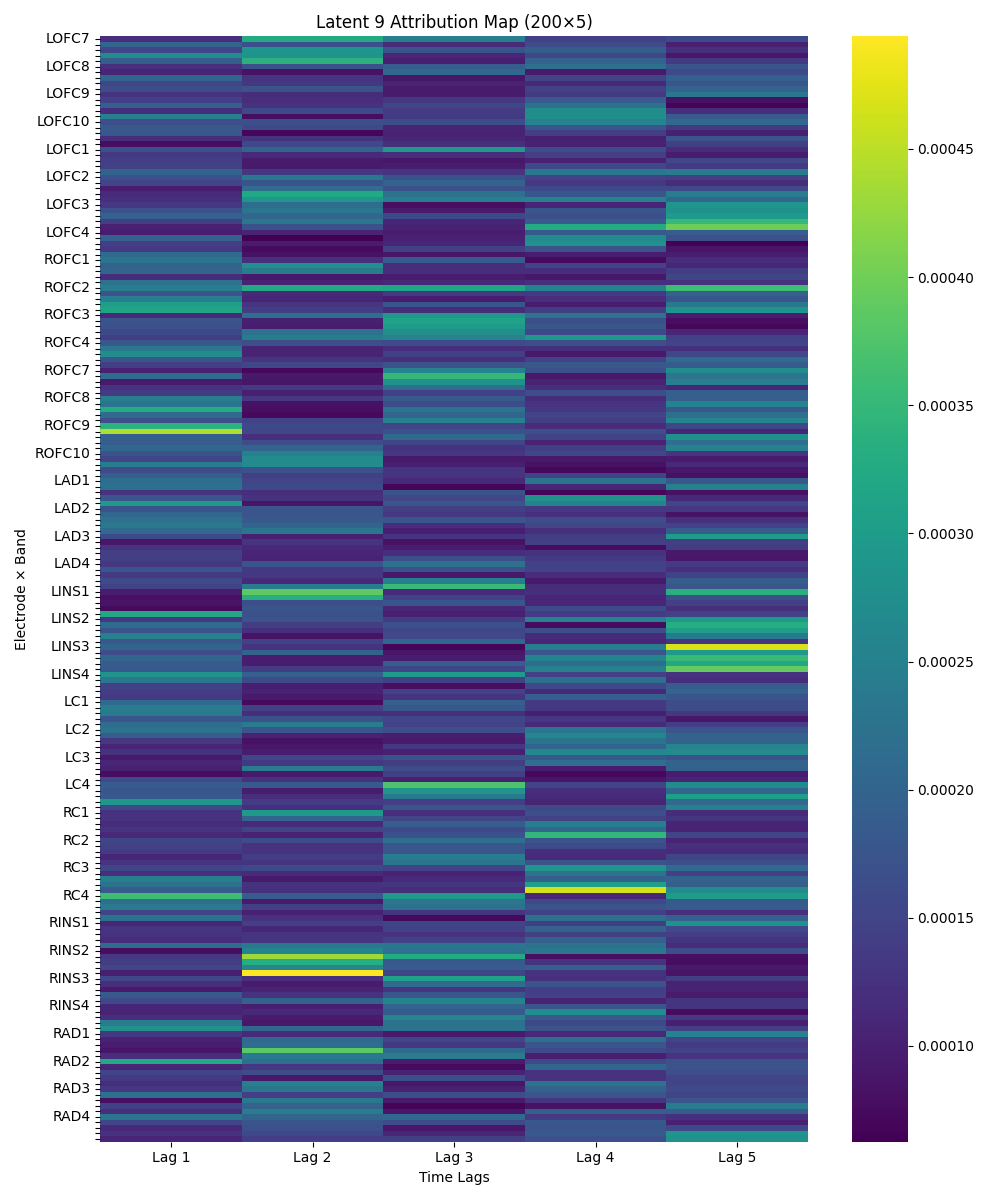 Latent 9 Attribution Map (200×5)
LOFC7
LOFC8
LOFC9
LOFC10
LOFC1
LOFC2
LOFC3
LOFC4
ROFC1
ROFC2
ROFC3
ROFC4
ROFC7
ROFC8
ROFC9
ROFC10
LAD1
LAD2
LAD3
LAD4
LINS1
LINS2
LINS3
LINS4
LC1
LC2
LC3
LC4
RC1
RC2
RC3
RC4
RINS1
RINS2
RINS3
RINS4
RAD1
RAD2
RAD3
RAD4
Electrode × Band
Lag 1
Lag 2
Lag 3
Lag 4
Lag 5
Time Lags
0.00045
0.00040
0.00035
0.00030
0.00025
0.00020
0.00015
0.00010